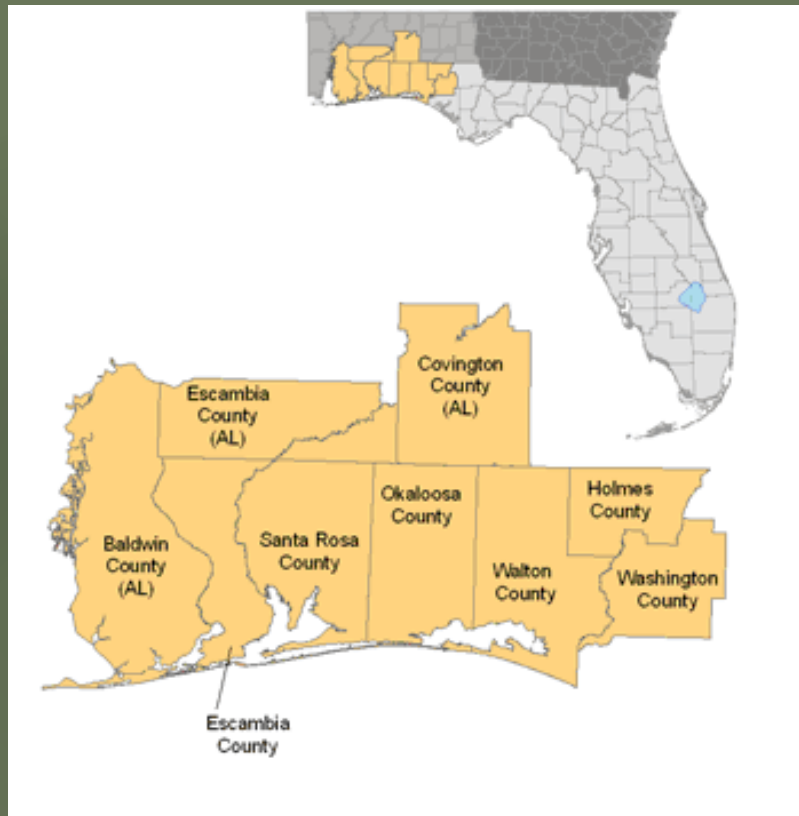 Covington
County
(AL)
Escambia
County
(AL)
Okaloosa
County
Holmes
County
Baldwin
County
(AL)
Santa Rosa
County
Walton
County
Washington
County
Escambia
County